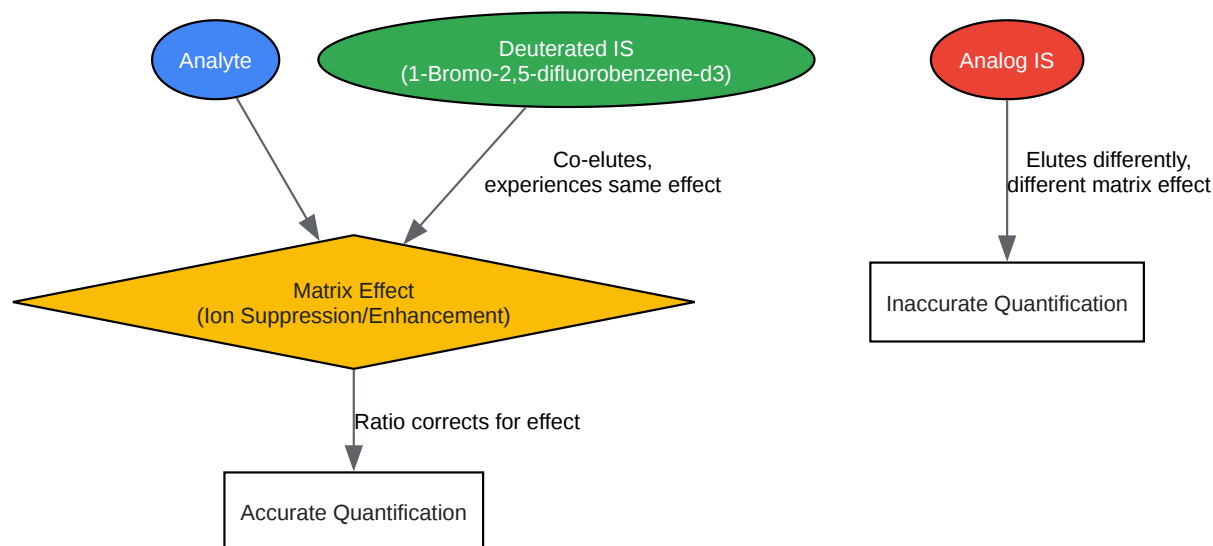 Analyte
Deuterated IS
(1-Bromo-2,5-difluorobenzene-d3)
Analog IS
Co-elutes,
experiences same effect
Elutes differently,
different matrix effect
Matrix Effect
(Ion Suppression/Enhancement)
Inaccurate Quantification
Ratio corrects for effect
Accurate Quantification